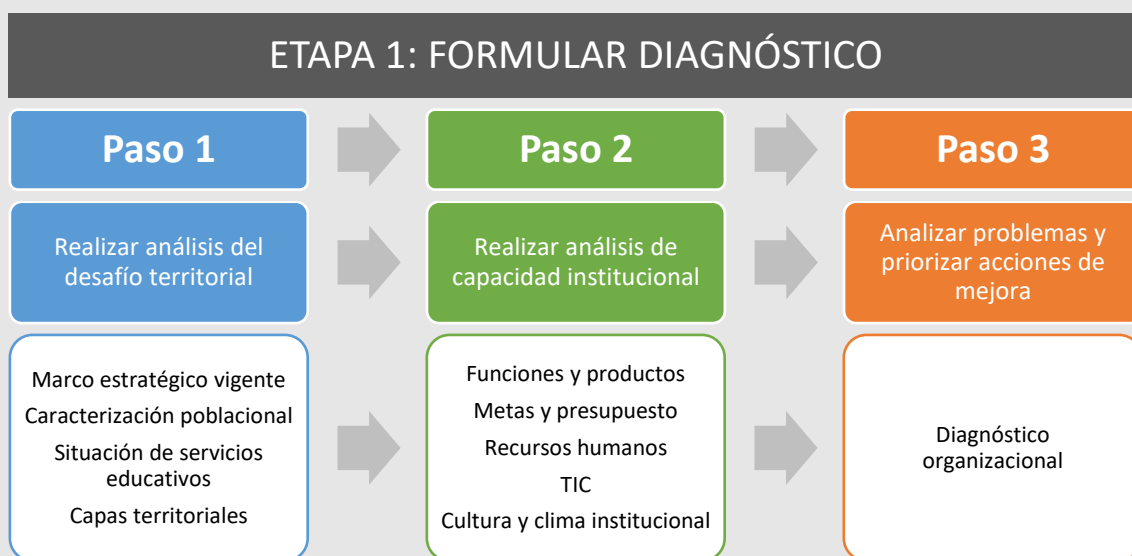 ETAPA 1: FORMULAR DIAGNÓSTICO
Paso 1
Paso 2
Paso 3
Realizar análisis del
desafío territorial
Realizar análisis de
capacidad institucional
Analizar problemas y
priorizar acciones de
mejora
Marco estratégico vigente
Caracterización poblacional
Situación de servicios
educativos
Capas territoriales
Funciones y productos
Metas y presupuesto
Recursos humanos
TIC
Cultura y clima institucional
Diagnóstico
organizacional